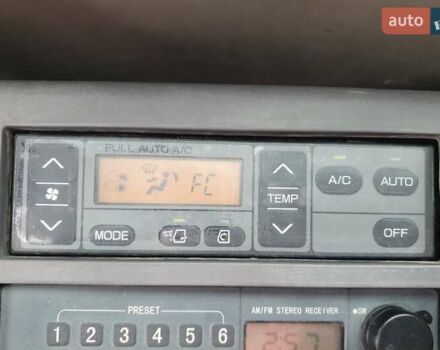 auto
FULL AUTO A/C
FC
TEMP
A/C
AUTO
MODE
OFF
PRESET
AM/FM STEREO RECEIVER
SW
1 2 3 4 5 6
2:57